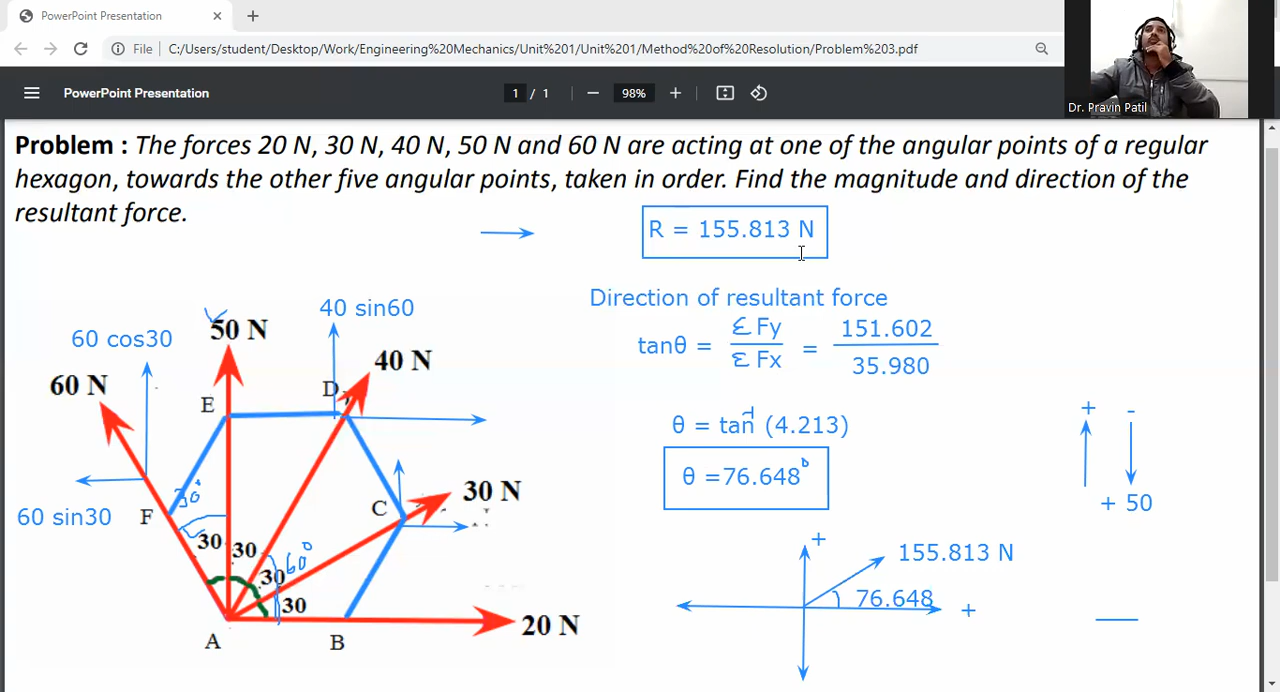 PowerPoint Presentation
File
C:/Users/student/Desktop/Work/Engineering%20Mechanics/Unit%201/Unit%201/Method%20of%20Resolution/Problem%203.pdf
Dr. Pravin Patil
PowerPoint Presentation
1 / 1
98%
Problem : The forces 20 N, 30 N, 40 N, 50 N and 60 N are acting at one of the angular points of a regular
hexagon, towards the other five angular points, taken in order. Find the magnitude and direction of the
resultant force.
R = 155.813 N
Direction of resultant force
tanθ = ΣFy / ΣFx = 151.602 / 35.980
θ = tan⁻¹ (4.213)
θ =76.648°
+ -
+ 50
+
155.813 N
76.648
+
40 sin60
60 cos30
50 N
40 N
60 N
D
E
30 N
C
30°
60 sin30
F
30
30
60°
30
30
20 N
A
B